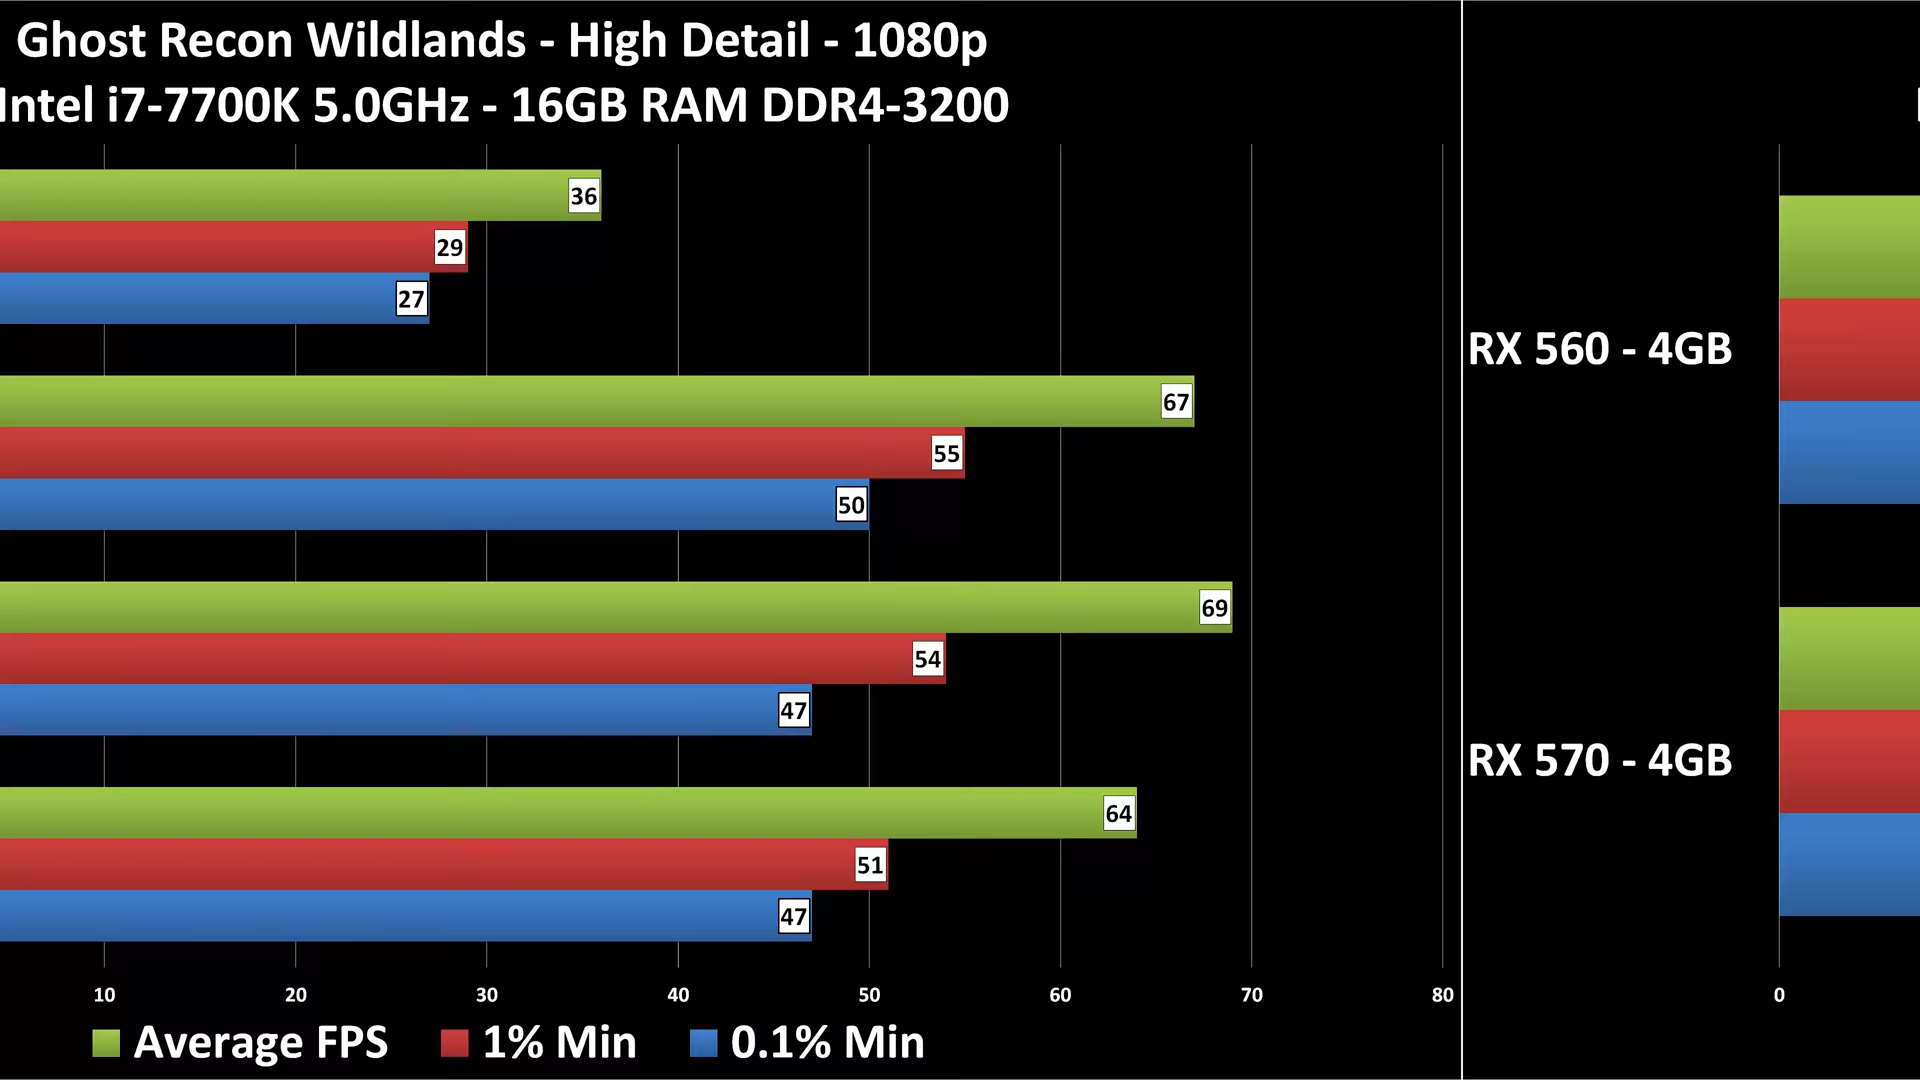 Ghost Recon Wildlands - High Detail - 1080p
Intel i7-7700K 5.0GHz - 16GB RAM DDR4-3200
36
29
27
67
55
50
69
54
47
64
51
47
10 20 30 40 50 60 70 80
Average FPS 1% Min 0.1% Min
RX 560 - 4GB
RX 570 - 4GB
0